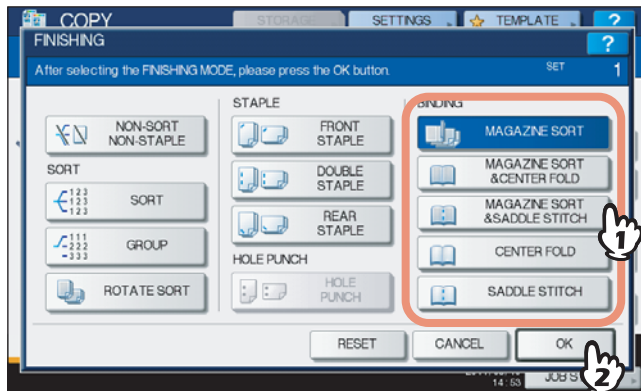 COPY
STORAGE
SETTINGS
TEMPLATE
?
FINISHING
?
After selecting the FINISHING MODE, please press the OK button.
SET 1
NON-SORT
NON-STAPLE
SORT
123
123
123
SORT
111
222
333
GROUP
ROTATE SORT
STAPLE
FRONT
STAPLE
DOUBLE
STAPLE
REAR
STAPLE
HOLE PUNCH
HOLE
PUNCH
BINDING
MAGAZINE SORT
MAGAZINE SORT
&CENTER FOLD
MAGAZINE SORT
&SADDLE STITCH
1
CENTER FOLD
SADDLE STITCH
RESET
CANCEL
OK
2
14:53
JOB S